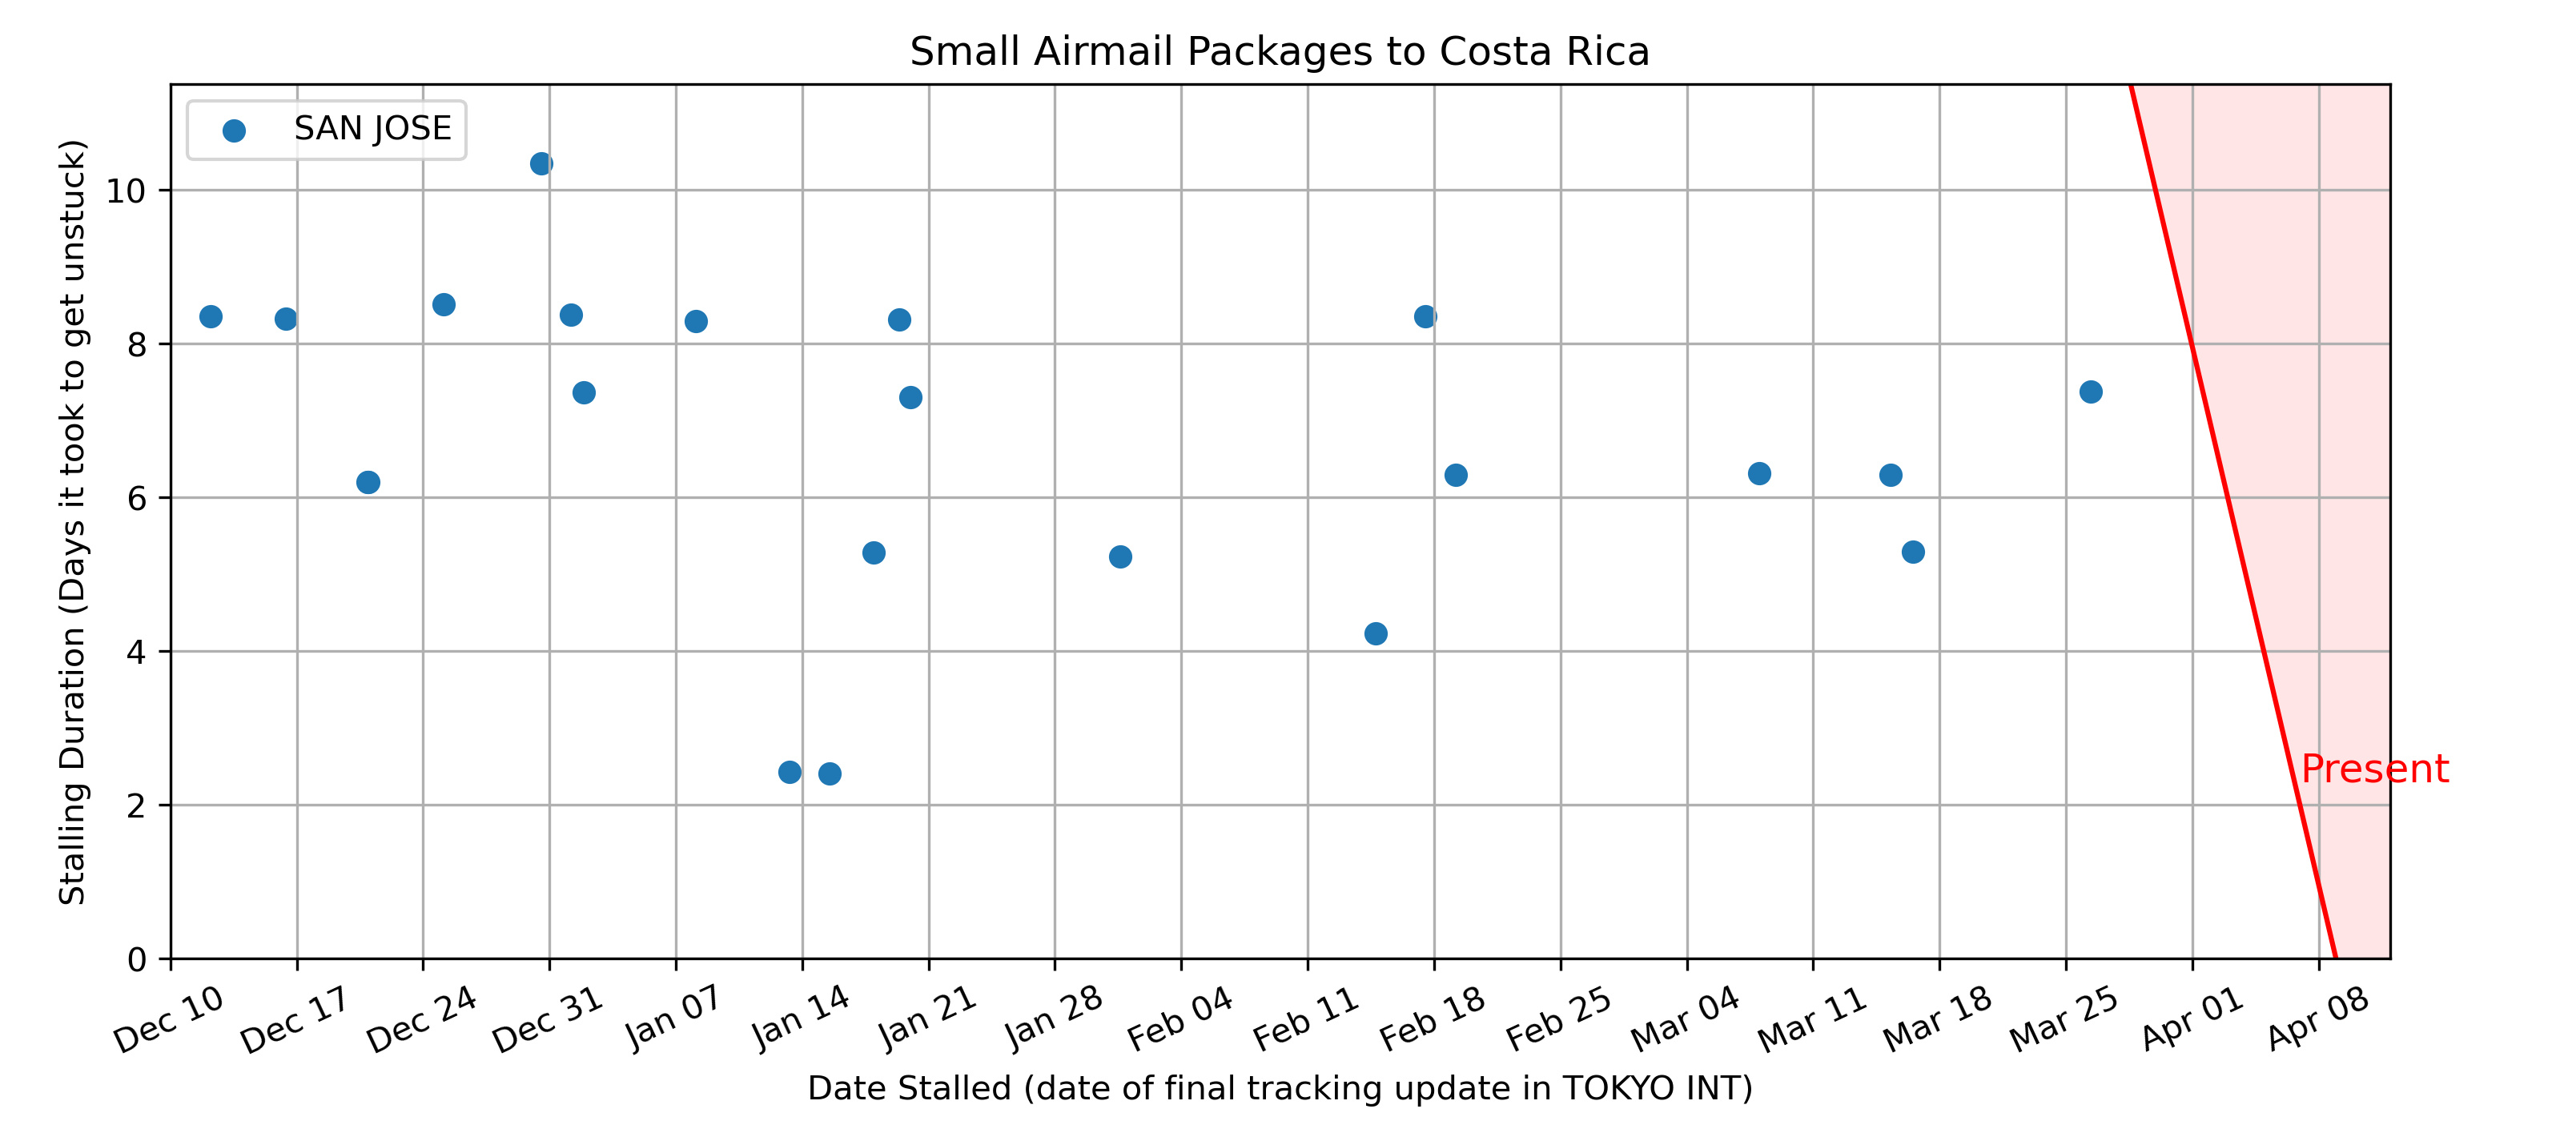 Small Airmail Packages to Costa Rica
SAN JOSE
Stalling Duration (Days it took to get unstuck)
10
8
6
4
2
0
Present
Dec 10
Dec 17
Dec 24
Dec 31
Jan 07
Jan 14
Jan 21
Jan 28
Feb 04
Feb 11
Feb 18
Feb 25
Mar 04
Mar 11
Mar 18
Mar 25
Apr 01
Apr 08
Date Stalled (date of final tracking update in TOKYO INT)